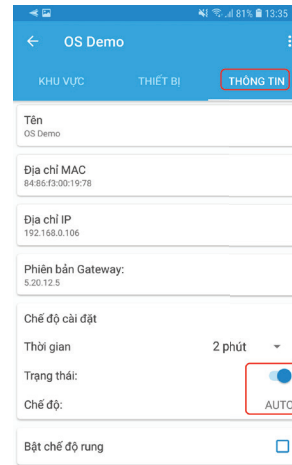 81% 13:35
OS Demo
KHU VỰC THIẾT BỊ THÔNG TIN
Tên
OS Demo
Địa chỉ MAC
84:86:f3:00:19:78
Địa chỉ IP
192.168.0.106
Phiên bản Gateway:
5.20.12.5
Chế độ cài đặt
Thời gian 2 phút
Trạng thái:
Chế độ: AUTO
Bật chế độ rung